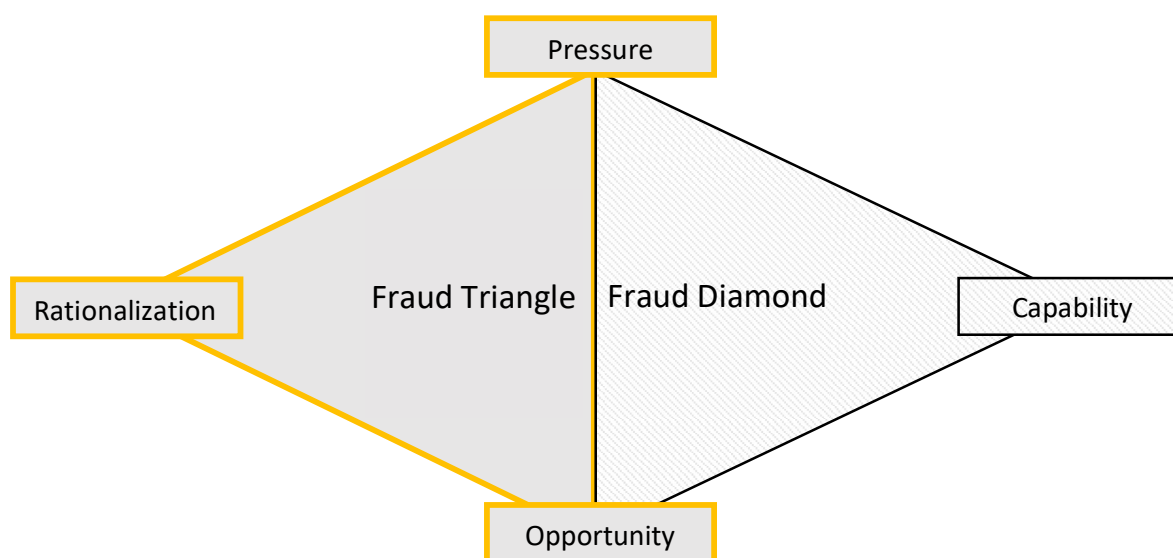 Pressure
Fraud Triangle
Fraud Diamond
Rationalization
Capability
Opportunity